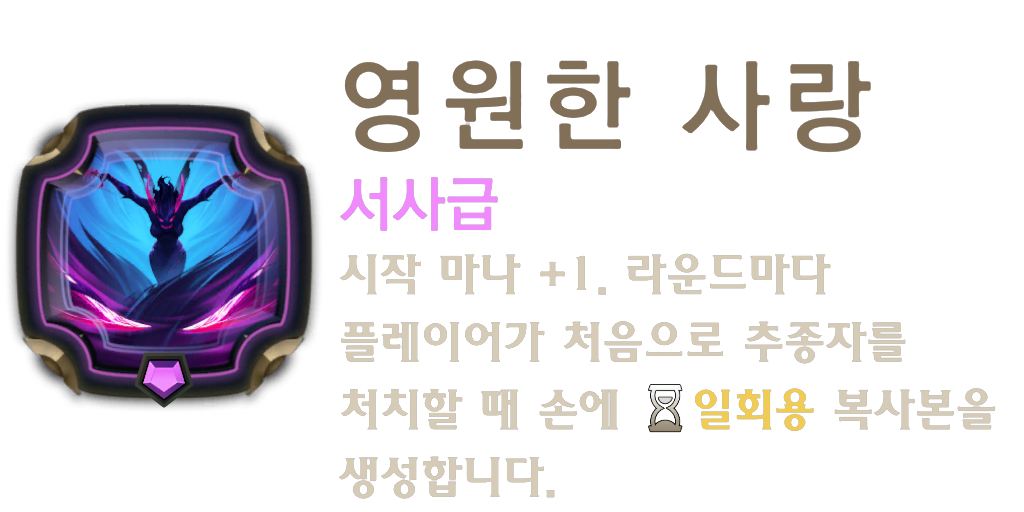 영원한 사랑
서사급
시작 마나 +1. 라운드마다
플레이어가 처음으로 추종자를
처치할 때 손에 일회용 복사본을
생성합니다.